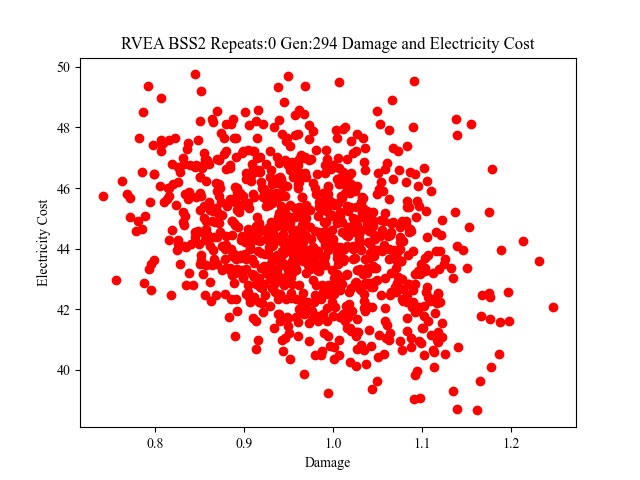 RVEA BSS2 Repeats:0 Gen:294 Damage and Electricity Cost
50
48
46
44
42
40
Electricity Cost
0.8 0.9 1.0 1.1 1.2
Damage